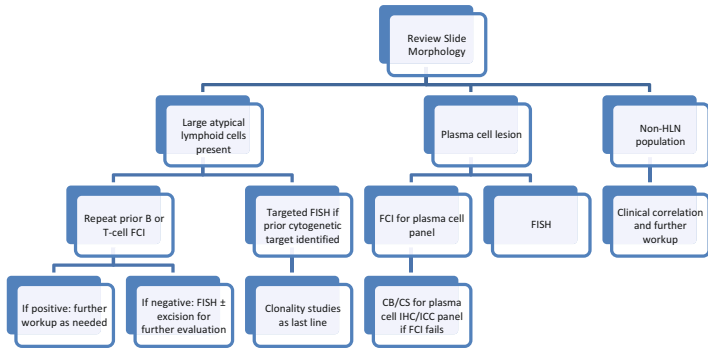 Review Slide
Morphology
Large atypical
lymphoid cells
present
Plasma cell lesion
Non-HLN
population
Repeat prior B or
T-cell FCI
Targeted FISH if
prior cytogenetic
target identified
FCI for plasma cell
panel
FISH
Clinical correlation
and further
workup
If positive: further
workup as needed
If negative: FISH ±
excision for
further evaluation
Clonality studies
as last line
CB/CS for plasma
cell IHC/ICC panel
if FCI fails